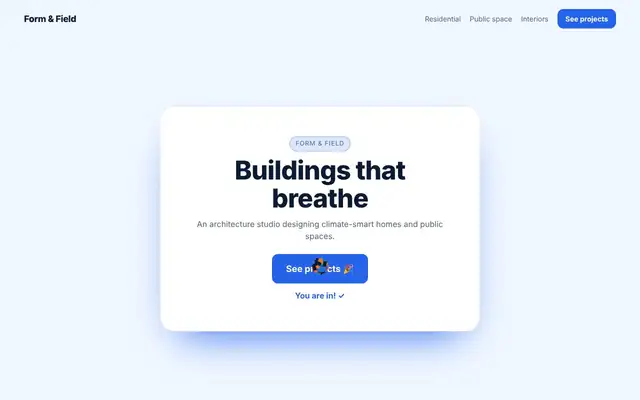 Form & Field
Residential
Public space
Interiors
See projects
FORM & FIELD
Buildings that
breathe
An architecture studio designing climate-smart homes and public
spaces.
See projects 🎉
You are in! ✓